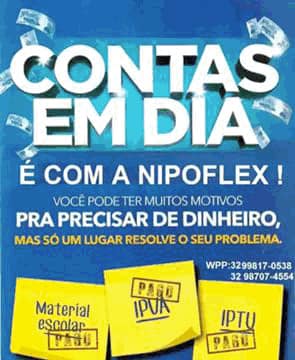 CONTAS
EM DIA
É COM A NIPOFLEX !
VOCÊ PODE TER MUITOS MOTIVOS
PRA PRECISAR DE DINHEIRO,
MAS SÓ UM LUGAR RESOLVE O SEU PROBLEMA.
WPP:3299817-0538
32 98707-4554
Material
escolar
PAGO
IPVA
PAGO
IPTU
PAGO